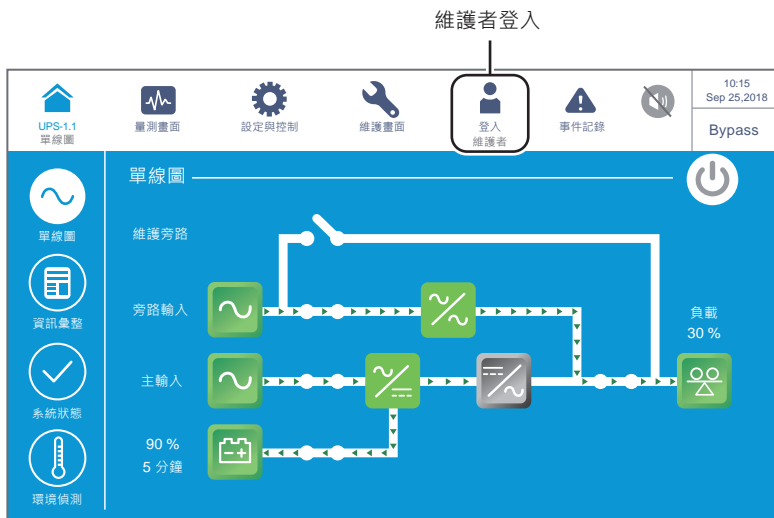 維護者登入
UPS-1.1
單線圖
量測畫面
設定與控制
維護畫面
登入
維護者
事件記錄
10:15
Sep 25,2018
Bypass
單線圖
資訊彙整
系統狀態
環境偵測
單線圖
維護旁路
旁路輸入
主輸入
90 %
5 分鐘
負載
30 %